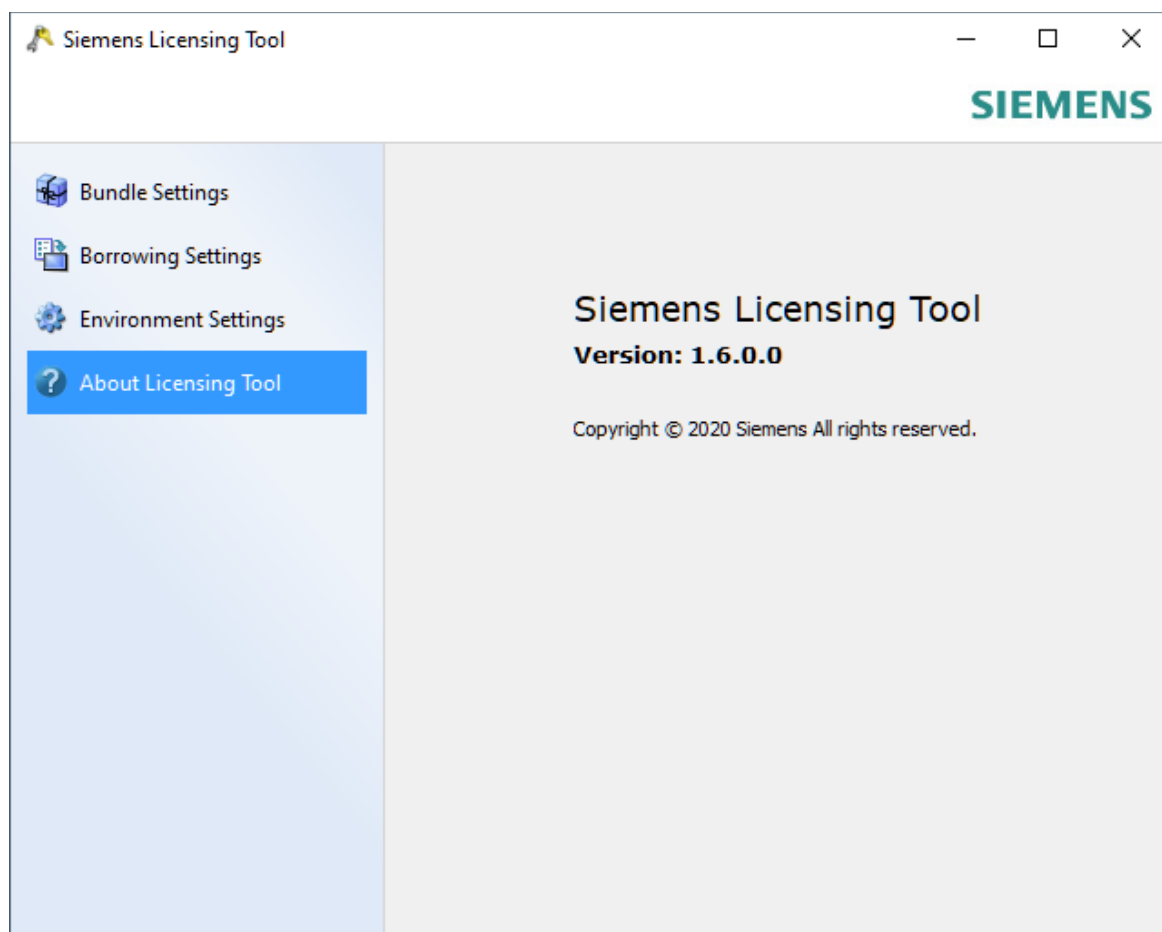 Siemens Licensing Tool
SIEMENS
Bundle Settings
Borrowing Settings
Environment Settings
About Licensing Tool
Siemens Licensing Tool
Version: 1.6.0.0
Copyright © 2020 Siemens All rights reserved.